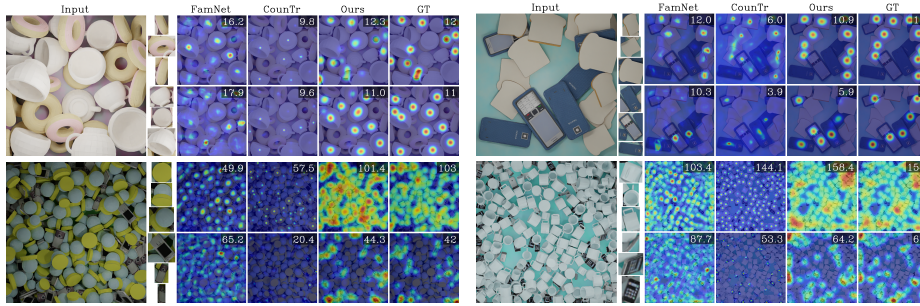 Input FamNet CounTr Ours GT Input FamNet CounTr Ours GT
16.2 9.8 12.3 12 12.0 6.0 10.9
17.9 9.6 11.0 11 10.3 3.9 5.9
49.9 57.5 101.4 103 103.4 144.1 158.4
65.2 20.4 44.3 42 87.7 53.3 64.2